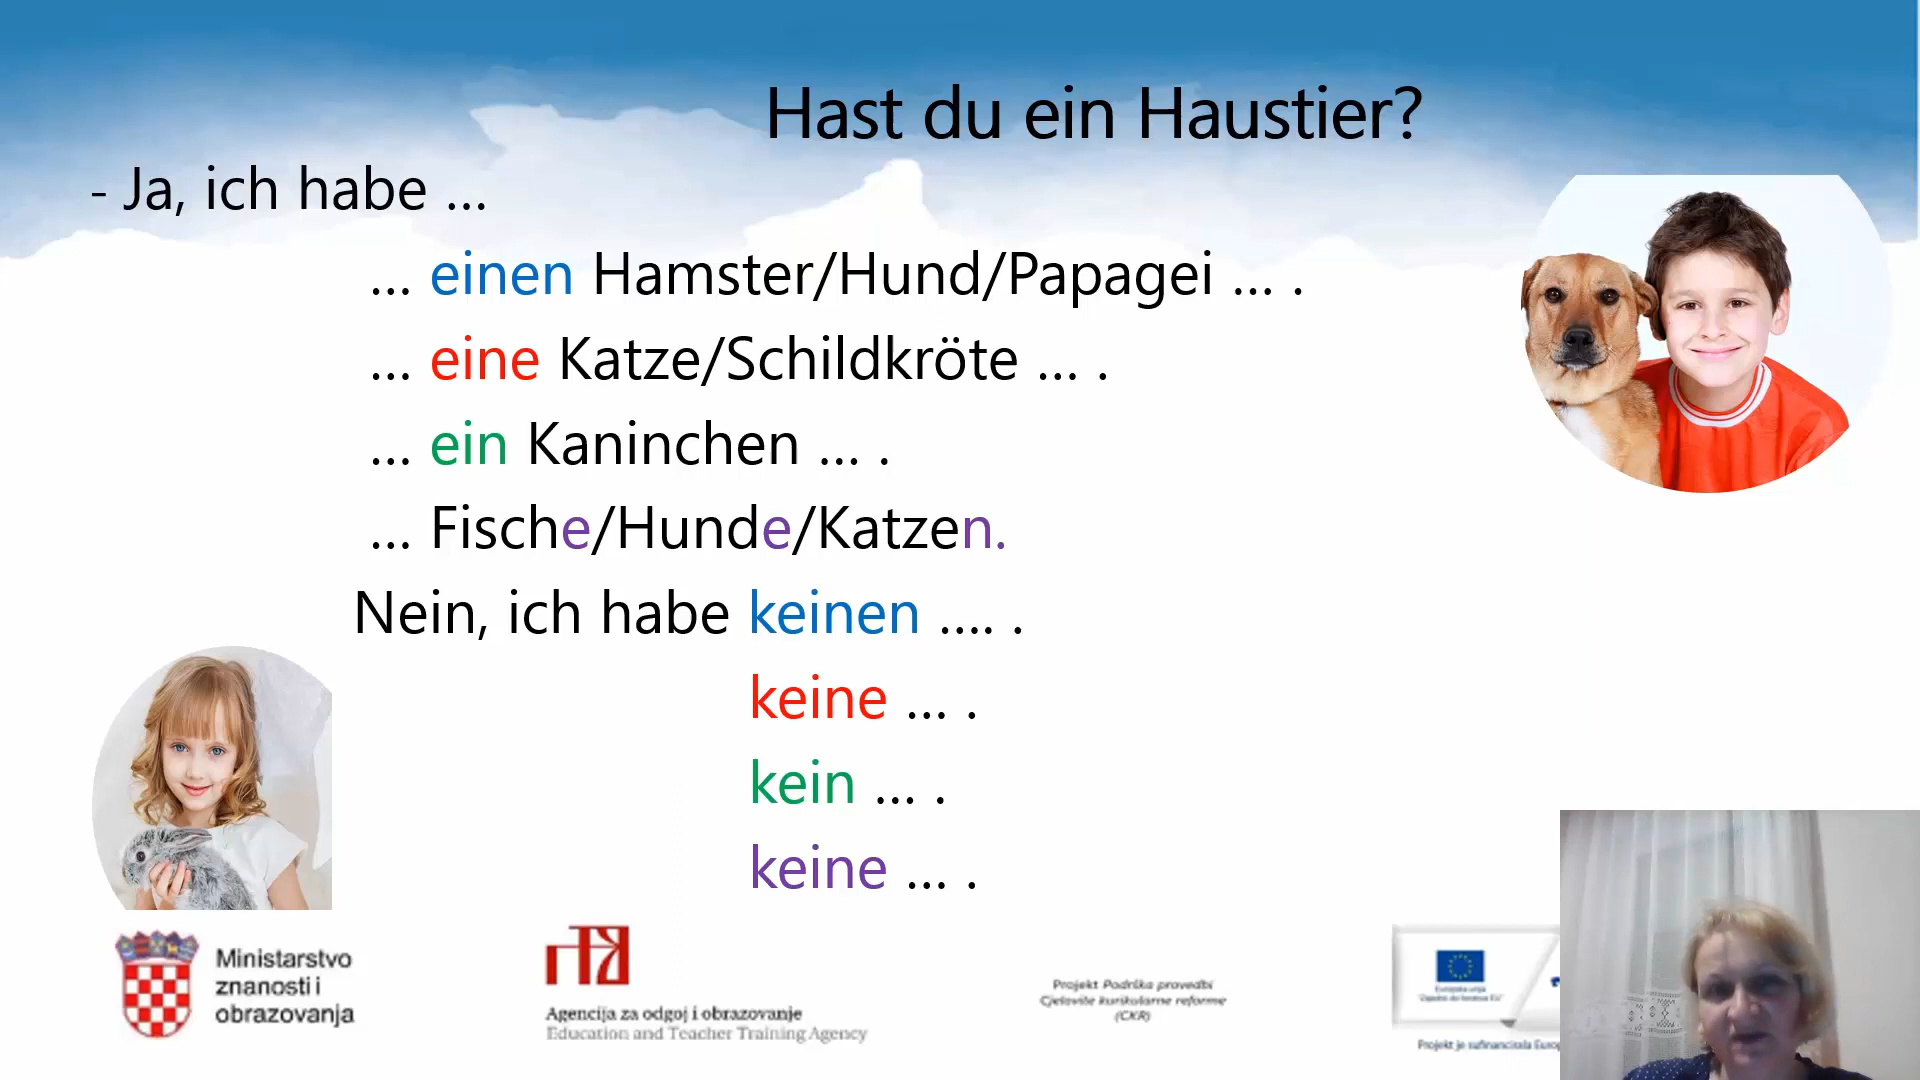 Hast du ein Haustier?
- Ja, ich habe ...
... einen Hamster/Hund/Papagei ... .
... eine Katze/Schildkröte ... .
... ein Kaninchen ... .
... Fische/Hunde/Katzen.
Nein, ich habe keinen .... .
keine ... .
kein ... .
keine ... .
Ministarstvo
znanosti i
obrazovanja
Agencija za odgoj i obrazovanje
Education and Teacher Training Agency
Projekt Podrška provedbi
Cjelovite kurikularne reforme
(CKR)
Europska unija
Projekt je sufinancirala Euro